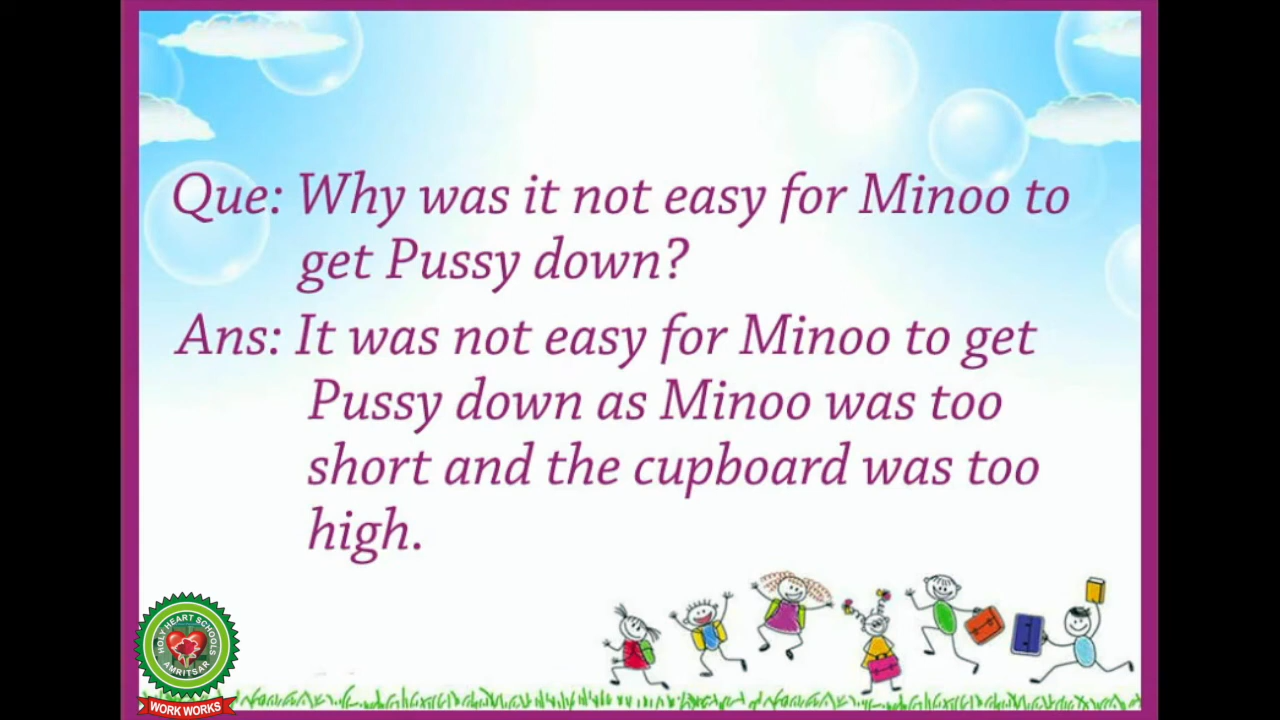 Que: Why was it not easy for Minoo to
get Pussy down?
Ans: It was not easy for Minoo to get
Pussy down as Minoo was too
short and the cupboard was too
high.
HOLY HEART SCHOOLS
AMRITSAR
WORK WORKS